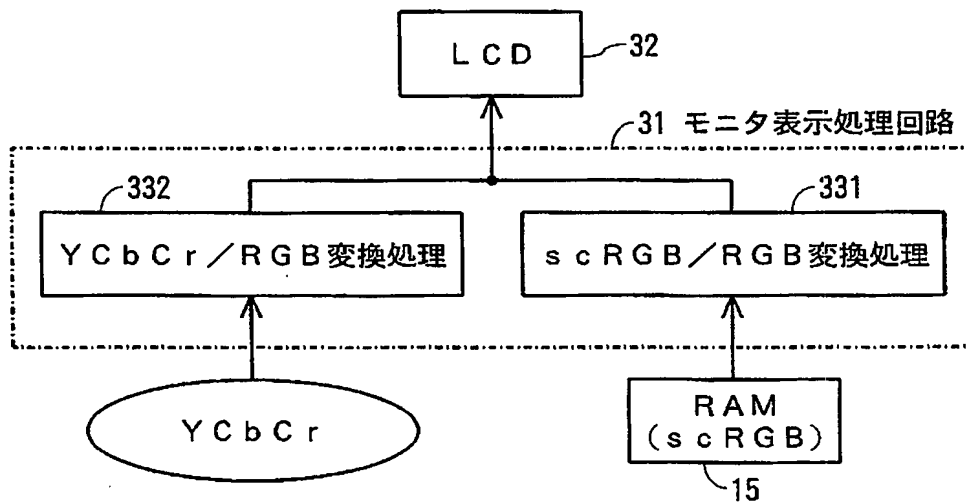 LCD
32
31 モニタ表示処理回路
332
331
YCbCr/RGB変換処理
scRGB/RGB変換処理
YCbCr
RAM
(scRGB)
15